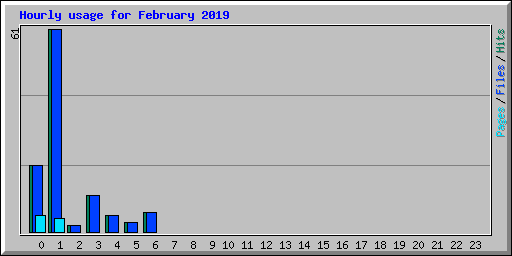 Hourly usage for February 2019
61
Pages/Files/Hits
0 1 2 3 4 5 6 7 8 9 10 11 12 13 14 15 16 17 18 19 20 21 22 23